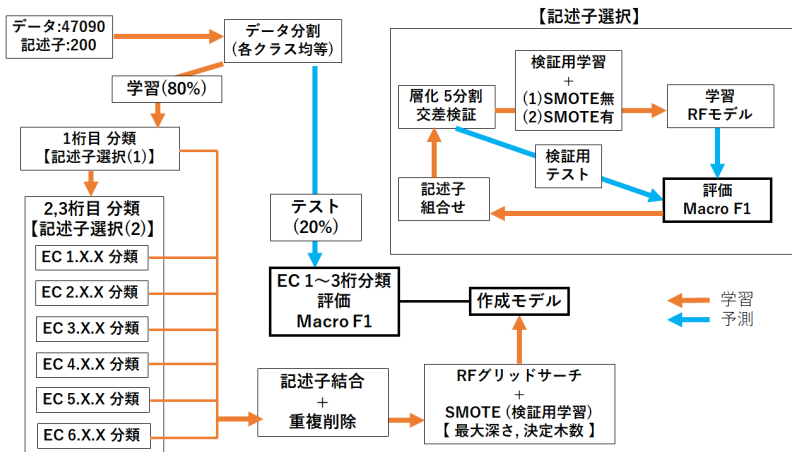 データ:47090
記述子:200
データ分割
(各クラス均等)
学習(80%)
1桁目 分類
【記述子選択(1)】
2,3桁目 分類
【記述子選択(2)】
EC 1.X.X 分類
EC 2.X.X 分類
EC 3.X.X 分類
EC 4.X.X 分類
EC 5.X.X 分類
EC 6.X.X 分類
テスト
(20%)
EC 1～3桁分類
評価
Macro F1
作成モデル
記述子結合
+
重複削除
RFグリッドサーチ
+
SMOTE (検証用学習)
【 最大深さ, 決定木数 】
【記述子選択】
層化 5分割
交差検証
検証用学習
+
(1)SMOTE無
(2)SMOTE有
学習
RFモデル
検証用
テスト
記述子
組合せ
評価
Macro F1
学習
予測